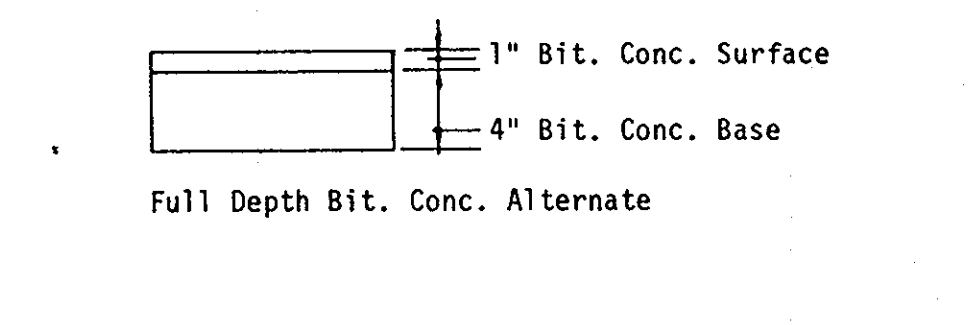 1" Bit. Conc. Surface
4" Bit. Conc. Base
Full Depth Bit. Conc. Alternate